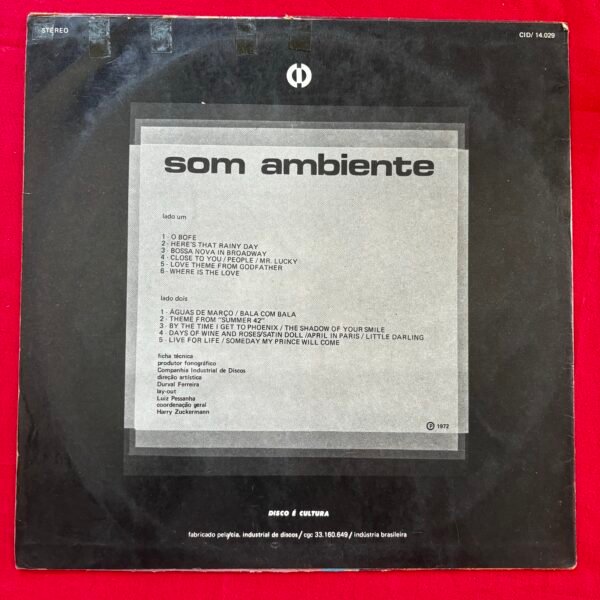 STEREO
CID/ 14.029
som ambiente
lado um
1 - O BOFE
2 - HERE'S THAT RAINY DAY
3 - BOSSA NOVA IN BROADWAY
4 - CLOSE TO YOU / PEOPLE / MR. LUCKY
5 - LOVE THEME FROM GODFATHER
6 - WHERE IS THE LOVE
lado dois
1 - ÁGUAS DE MARÇO / BALA COM BALA
2 - THEME FROM "SUMMER 42"
3 - BY THE TIME I GET TO PHOENIX / THE SHADOW OF YOUR SMILE
4 - DAYS OF WINE AND ROSES/SATIN DOLL /APRIL IN PARIS / LITTLE DARLING
5 - LIVE FOR LIFE / SOMEDAY MY PRINCE WILL COME
ficha técnica
produtor fonográfico
Companhia Industrial de Discos
direção artística
Durval Ferreira
lay-out
Luiz Pessanha
coordenação geral
Harry Zuckermann
℗ 1972
DISCO É CULTURA
fabricado pela/cia. industrial de discos / cgc 33.160.649 / indústria brasileira